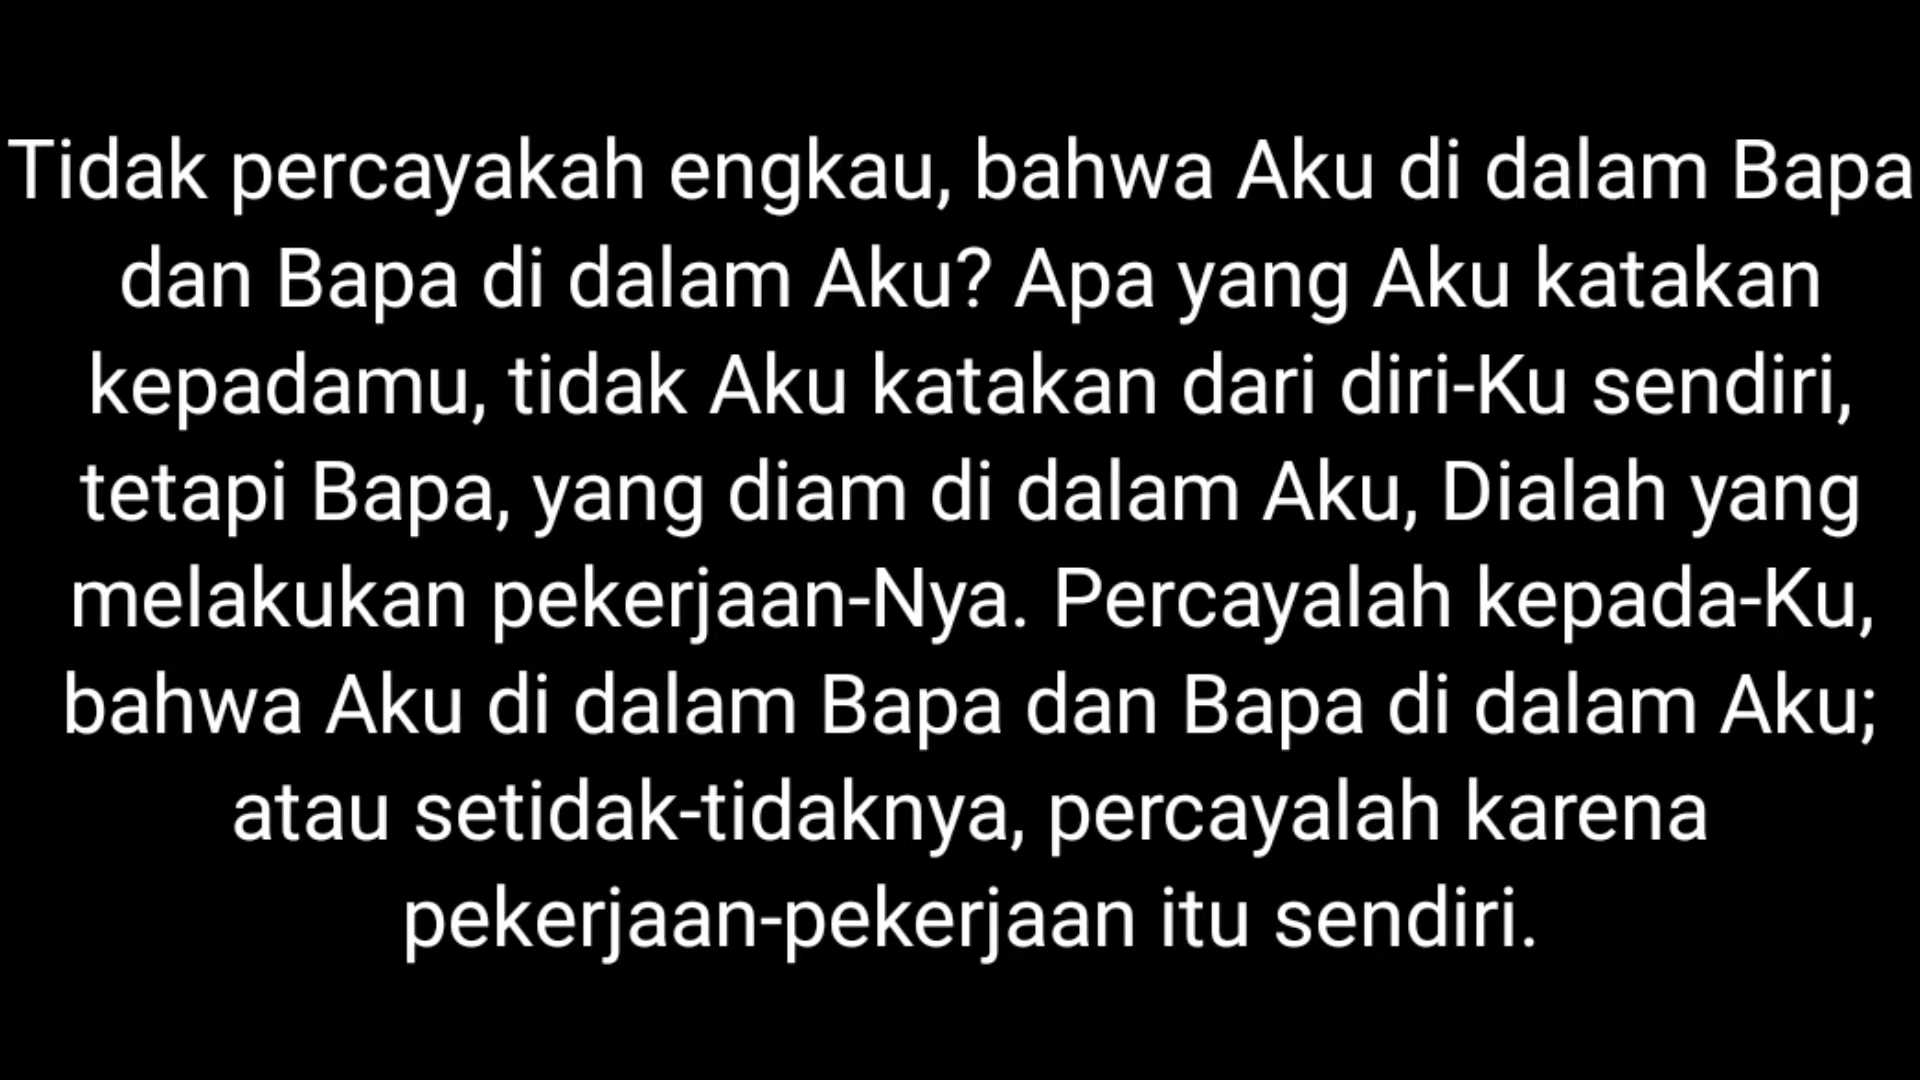 Tidak percayakah engkau, bahwa Aku di dalam Bapa
dan Bapa di dalam Aku? Apa yang Aku katakan
kepadamu, tidak Aku katakan dari diri-Ku sendiri,
tetapi Bapa, yang diam di dalam Aku, Dialah yang
melakukan pekerjaan-Nya. Percayalah kepada-Ku,
bahwa Aku di dalam Bapa dan Bapa di dalam Aku;
atau setidak-tidaknya, percayalah karena
pekerjaan-pekerjaan itu sendiri.